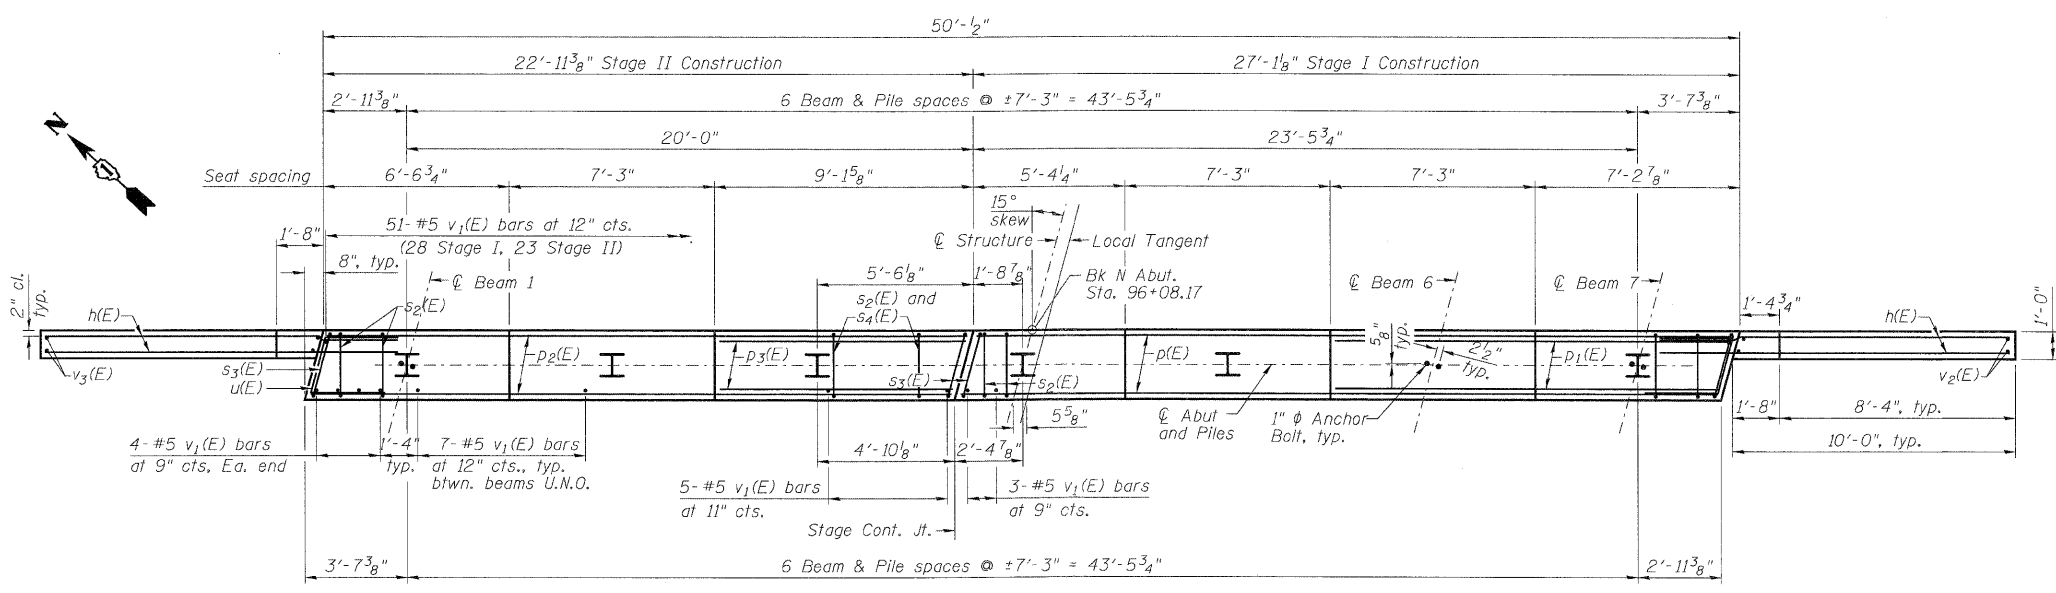 50'-½"
22'-11⅜" Stage II Construction
27'-1⅛" Stage I Construction
2'-11⅜"
6 Beam & Pile spaces @ ±7'-3" = 43'-5¾"
3'-7⅜"
20'-0"
23'-5¾"
N
Seat spacing
6'-6¾"
7'-3"
9'-1⅝"
5'-4¼"
7'-3"
7'-3"
7'-2⅞"
51-#5 v₁(E) bars at 12" cts.
(28 Stage I, 23 Stage II)
1'-8"
8", typ.
15°
skew
℄ Structure
Local Tangent
℄ Beam 1
5'-6⅛"
1'-8⅞"
Bk N Abut.
Sta. 96+08.17
℄ Beam 6
℄ Beam 7
2" cl.
typ.
h(E)
s₂(E)
s₂(E) and
s₄(E)
5⅝"
typ.
2½"
typ.
1'-4¾"
h(E)
1'-0"
v₃(E)
s₃(E)
u(E)
p₂(E)
p₃(E)
s₃(E)
s₂(E)
p(E)
p₁(E)
v₂(E)
5⅝"
℄ Abut
and Piles
1" ϕ Anchor
Bolt, typ.
1'-8"
8'-4", typ.
10'-0", typ.
4-#5 v₁(E) bars
at 9" cts, Ea. end
1'-4"
typ.
7-#5 v₁(E) bars
at 12" cts., typ.
btwn. beams U.N.O.
4'-10⅛"
2'-4⅞"
5-#5 v₁(E) bars
at 11" cts.
3-#5 v₁(E) bars
at 9" cts.
Stage Cont. Jt.
3'-7⅜"
6 Beam & Pile spaces @ ±7'-3" = 43'-5¾"
2'-11⅜"